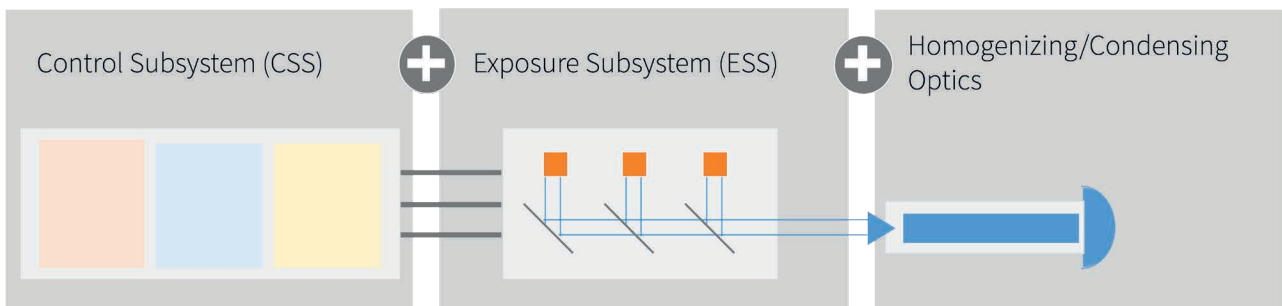 Control Subsystem (CSS)
Exposure Subsystem (ESS)
Homogenizing/Condensing
Optics